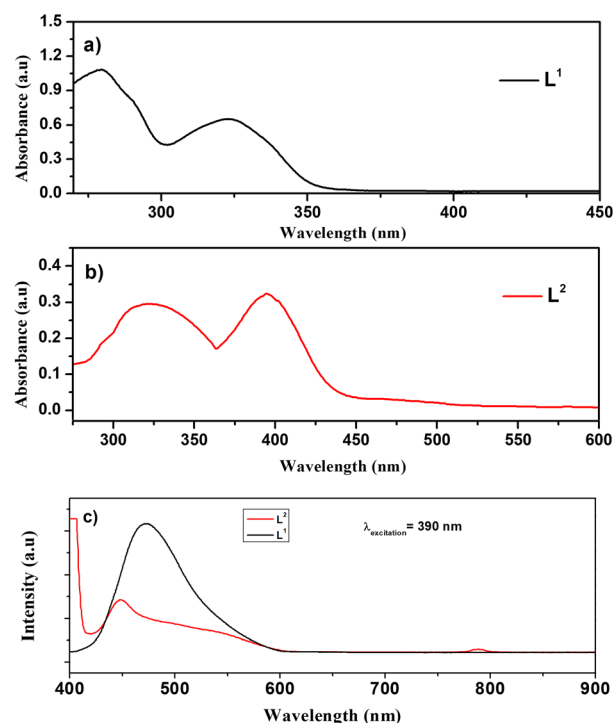 a)
L¹
Absorbance (a.u)
1.5
1.2
0.9
0.6
0.3
0.0
300 350 400 450
Wavelength (nm)
b)
L²
Absorbance (a.u)
0.4
0.3
0.2
0.1
0.0
300 350 400 450 500 550 600
Wavelength (nm)
c)
L²
L¹
λexcitation= 390 nm
Intensity (a.u)
400 500 600 700 800 900
Wavelength (nm)